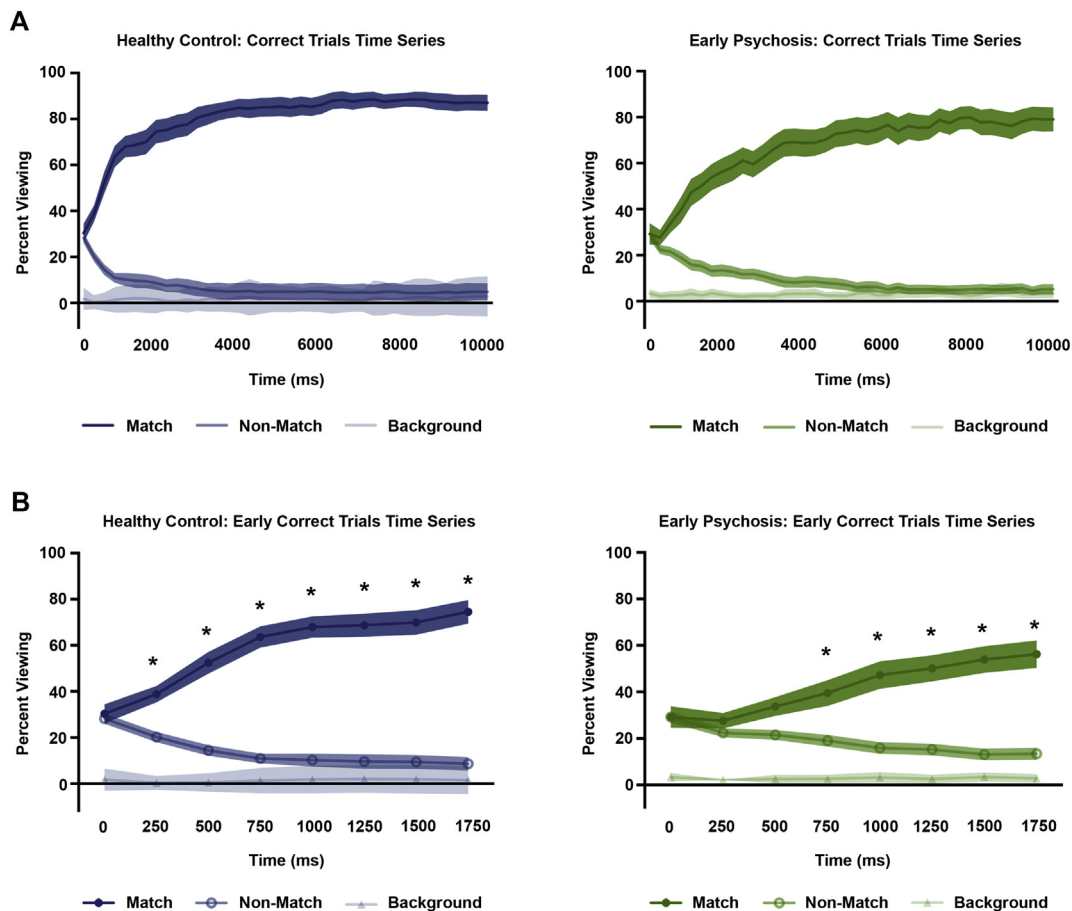 A
Healthy Control: Correct Trials Time Series
100
80
60
40
20
0
Percent Viewing
0 2000 4000 6000 8000 10000
Time (ms)
Match Non-Match Background
Early Psychosis: Correct Trials Time Series
100
80
60
40
20
0
Percent Viewing
0 2000 4000 6000 8000 10000
Time (ms)
Match Non-Match Background
B
Healthy Control: Early Correct Trials Time Series
100
80
60
40
20
0
Percent Viewing
* * * * * * *
0 250 500 750 1000 1250 1500 1750
Time (ms)
Match Non-Match Background
Early Psychosis: Early Correct Trials Time Series
100
80
60
40
20
0
Percent Viewing
* * * * *
0 250 500 750 1000 1250 1500 1750
Time (ms)
Match Non-Match Background